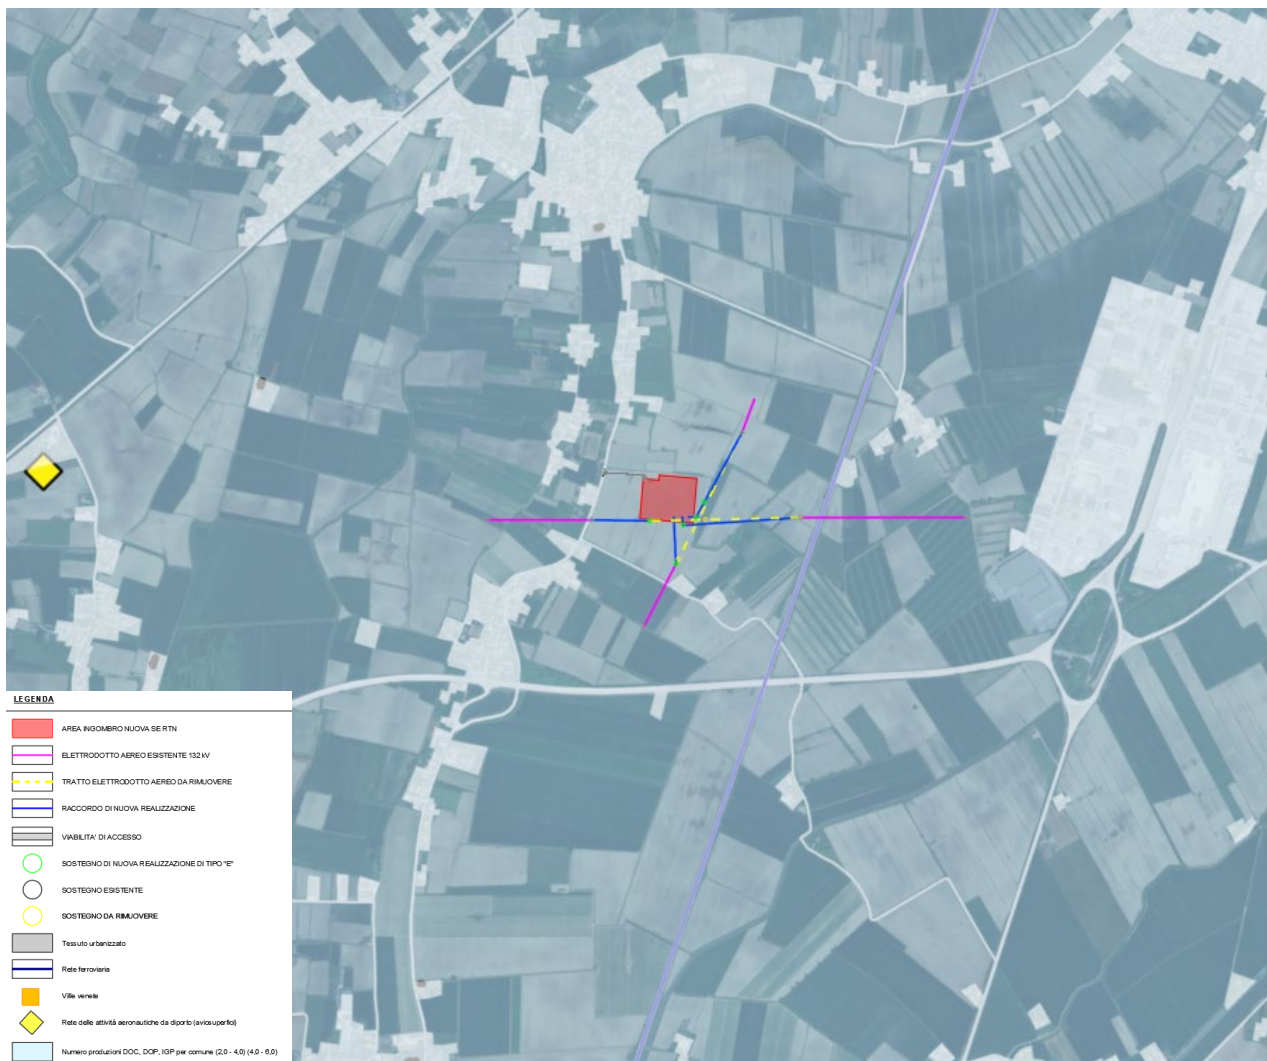 LEGENDA
AREA INGOMBRO NUOVA SE RTN
ELETTRODOTTO AEREO ESISTENTE 132 kV
TRATTO ELETTRODOTTO AEREO DA RIMUOVERE
RACCORDO DI NUOVA REALIZZAZIONE
VIABILITA' DI ACCESSO
SOSTEGNO DI NUOVA REALIZZAZIONE DI TIPO "E"
SOSTEGNO ESISTENTE
SOSTEGNO DA RIMUOVERE
Tessuto urbanizzato
Rete ferroviaria
Ville venete
Rete delle attività aeronautiche da diporto (aviosuperfici)
Numero produzioni DOC, DOP, IGP per comune (2,0 - 4,0) (4,0 - 6,0)